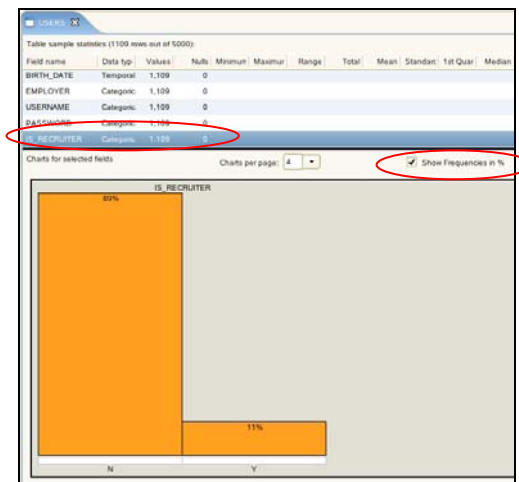 USERS
Table sample statistics (1109 rows out of 5000):
Field name Data typ Values Nulls Minimun Maximur Range Total Mean Standart 1st Quar Median
BIRTH_DATE Temporal 1,109 0
EMPLOYER Categoric. 1,109 0
USERNAME Categoric. 1,109 0
PASSWORD Categoric. 1,109 0
IS_RECRUITER Categoric. 1,109 0
Charts for selected fields Charts per page: 4 Show Frequencies in %
IS_RECRUITER
89%
11%
N Y